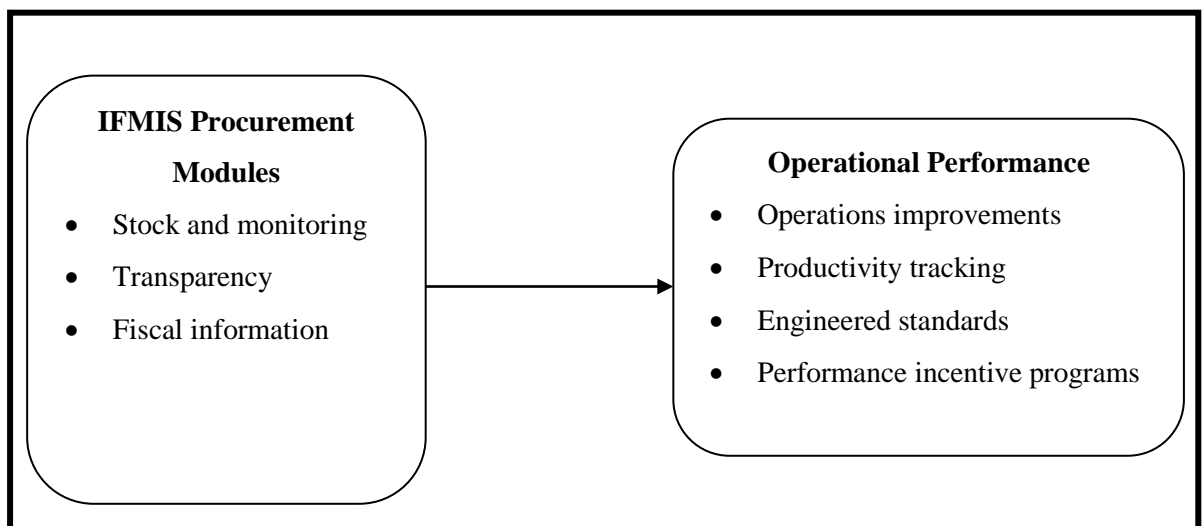 IFMIS Procurement
Modules
• Stock and monitoring
• Transparency
• Fiscal information
Operational Performance
• Operations improvements
• Productivity tracking
• Engineered standards
• Performance incentive programs